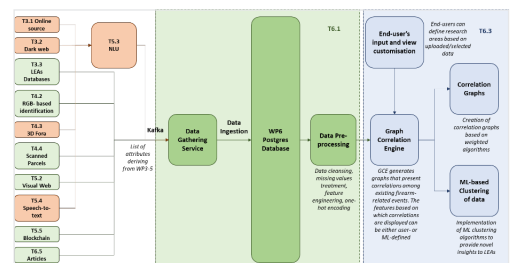 T3.1 Online
source
T3.2
Dark web
T3.3
LEAs
Databases
T4.2
RGB- based
identification
T4.3
3D Fora
T4.4
Scanned
Parcels
T5.2
Visual Web
T5.4
Speech-to-
text
T5.5
Blockchain
T6.5
Articles
T5.3
NLU
Kafka
List of
attributes
deriving
from WP3-5
T6.1
Data
Gathering
Service
Data
Ingestion
WP6
Postgres
Database
Data Pre-
processing
Data cleansing,
missing values
treatment,
feature
engineering, one-
hot encoding
T6.3
End-user's
input and view
customisation
End-users can
define research
areas based on
uploaded/selected
data
Graph
Correlation
Engine
GCE generates graphs
that present correlations
among existing firearm-
related events. The
features based on
which correlations
are displayed can
be either user- or
ML-defined
Correlation
Graphs
Creation of
correlation graphs
based on
weighted
algorithms
ML-based
Clustering
of data
Implementation of
ML clustering
algorithms to
provide novel
insights to LEAs